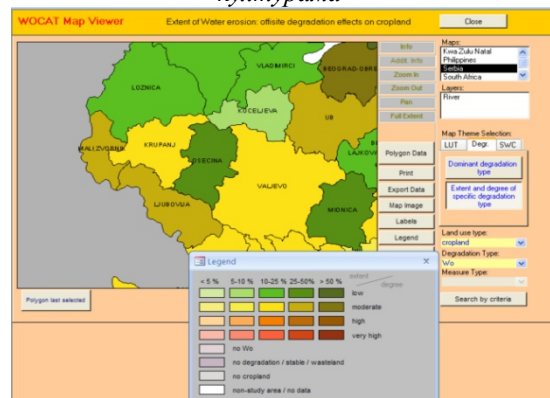 културама
WOCAT Map Viewer
Extent of Water erosion: offsite degradation effects on cropland
Close
Info
Addit. Info
Zoom In
Zoom Out
Pan
Full Extent
Polygon Data
Print
Export Data
Map Image
Labels
Legend
Maps:
Kwa Zulu Natal
Philippines
Serbia
South Africa
Layers:
River
Map Theme Selection:
LUT Degr. SWC
Dominant degradation
type
Extent and degree of
specific degradation
type
Land use type:
cropland
Degradation Type:
Wo
Measure Type:
Search by criteria
VLADIMIRCI
LOZNICA
KOCELJEVA
UB
MALI ZVORNIK
KRUPANJ
OSECINA
VALJEVO
LJUBOVIJA
MIONICA
Polygon last selected
Legend
< 5 % 5-10 % 10-25 % 25-50% > 50 % extent
degree
low
moderate
high
very high
no Wo
no degradation / stable / wasteland
no cropland
non-study area / no data